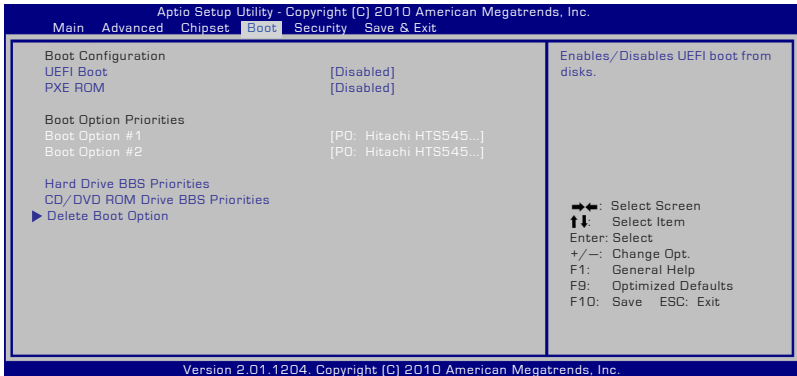 Aptio Setup Utility - Copyright (C) 2010 American Megatrends, Inc.
Main Advanced Chipset Boot Security Save & Exit
Boot Configuration
UEFI Boot [Disabled]
PXE ROM [Disabled]
Boot Option Priorities
Boot Option #1 [P0: Hitachi HTS545...]
Boot Option #2 [P0: Hitachi HTS545...]
Hard Drive BBS Priorities
CD/DVD ROM Drive BBS Priorities
▶ Delete Boot Option
Enables/Disables UEFI boot from
disks.
→←: Select Screen
↑↓: Select Item
Enter: Select
+/—: Change Opt.
F1: General Help
F9: Optimized Defaults
F10: Save ESC: Exit
Version 2.01.1204. Copyright (C) 2010 American Megatrends, Inc.